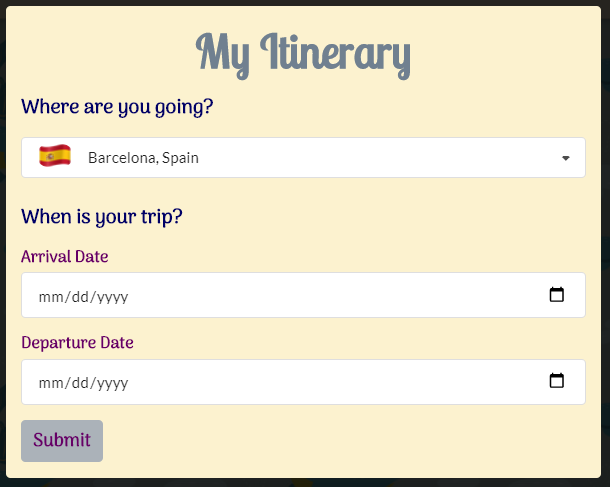 My Itinerary
Where are you going?
Barcelona, Spain
When is your trip?
Arrival Date
mm/dd/yyyy
Departure Date
mm/dd/yyyy
Submit